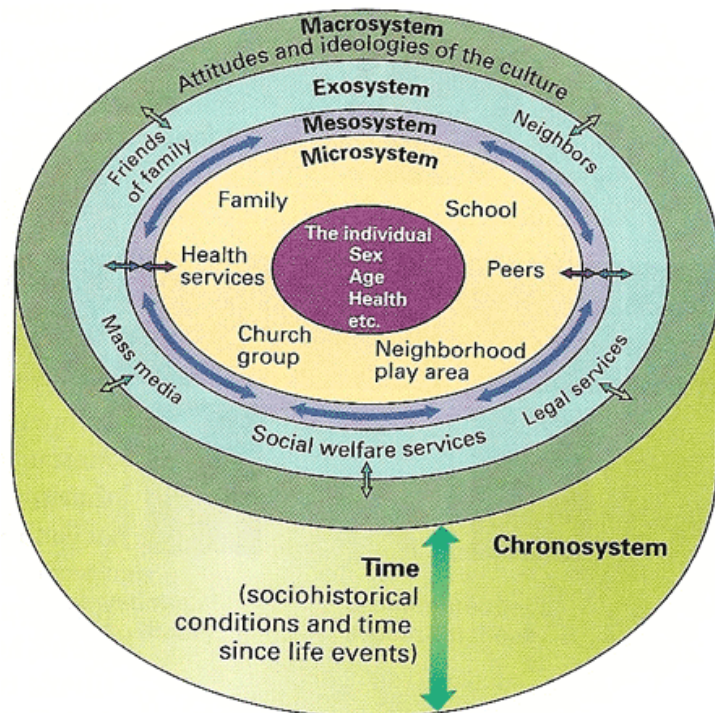 Macrosystem
Attitudes and ideologies of the culture
Exosystem
Mesosystem
Microsystem
Friends
of family
Neighbors
Family
School
The individual
Sex
Age
Health
etc.
Health
services
Peers
Church
group
Neighborhood
play area
Mass media
Social welfare services
Legal services
Chronosystem
Time
(sociohistorical
conditions and time
since life events)